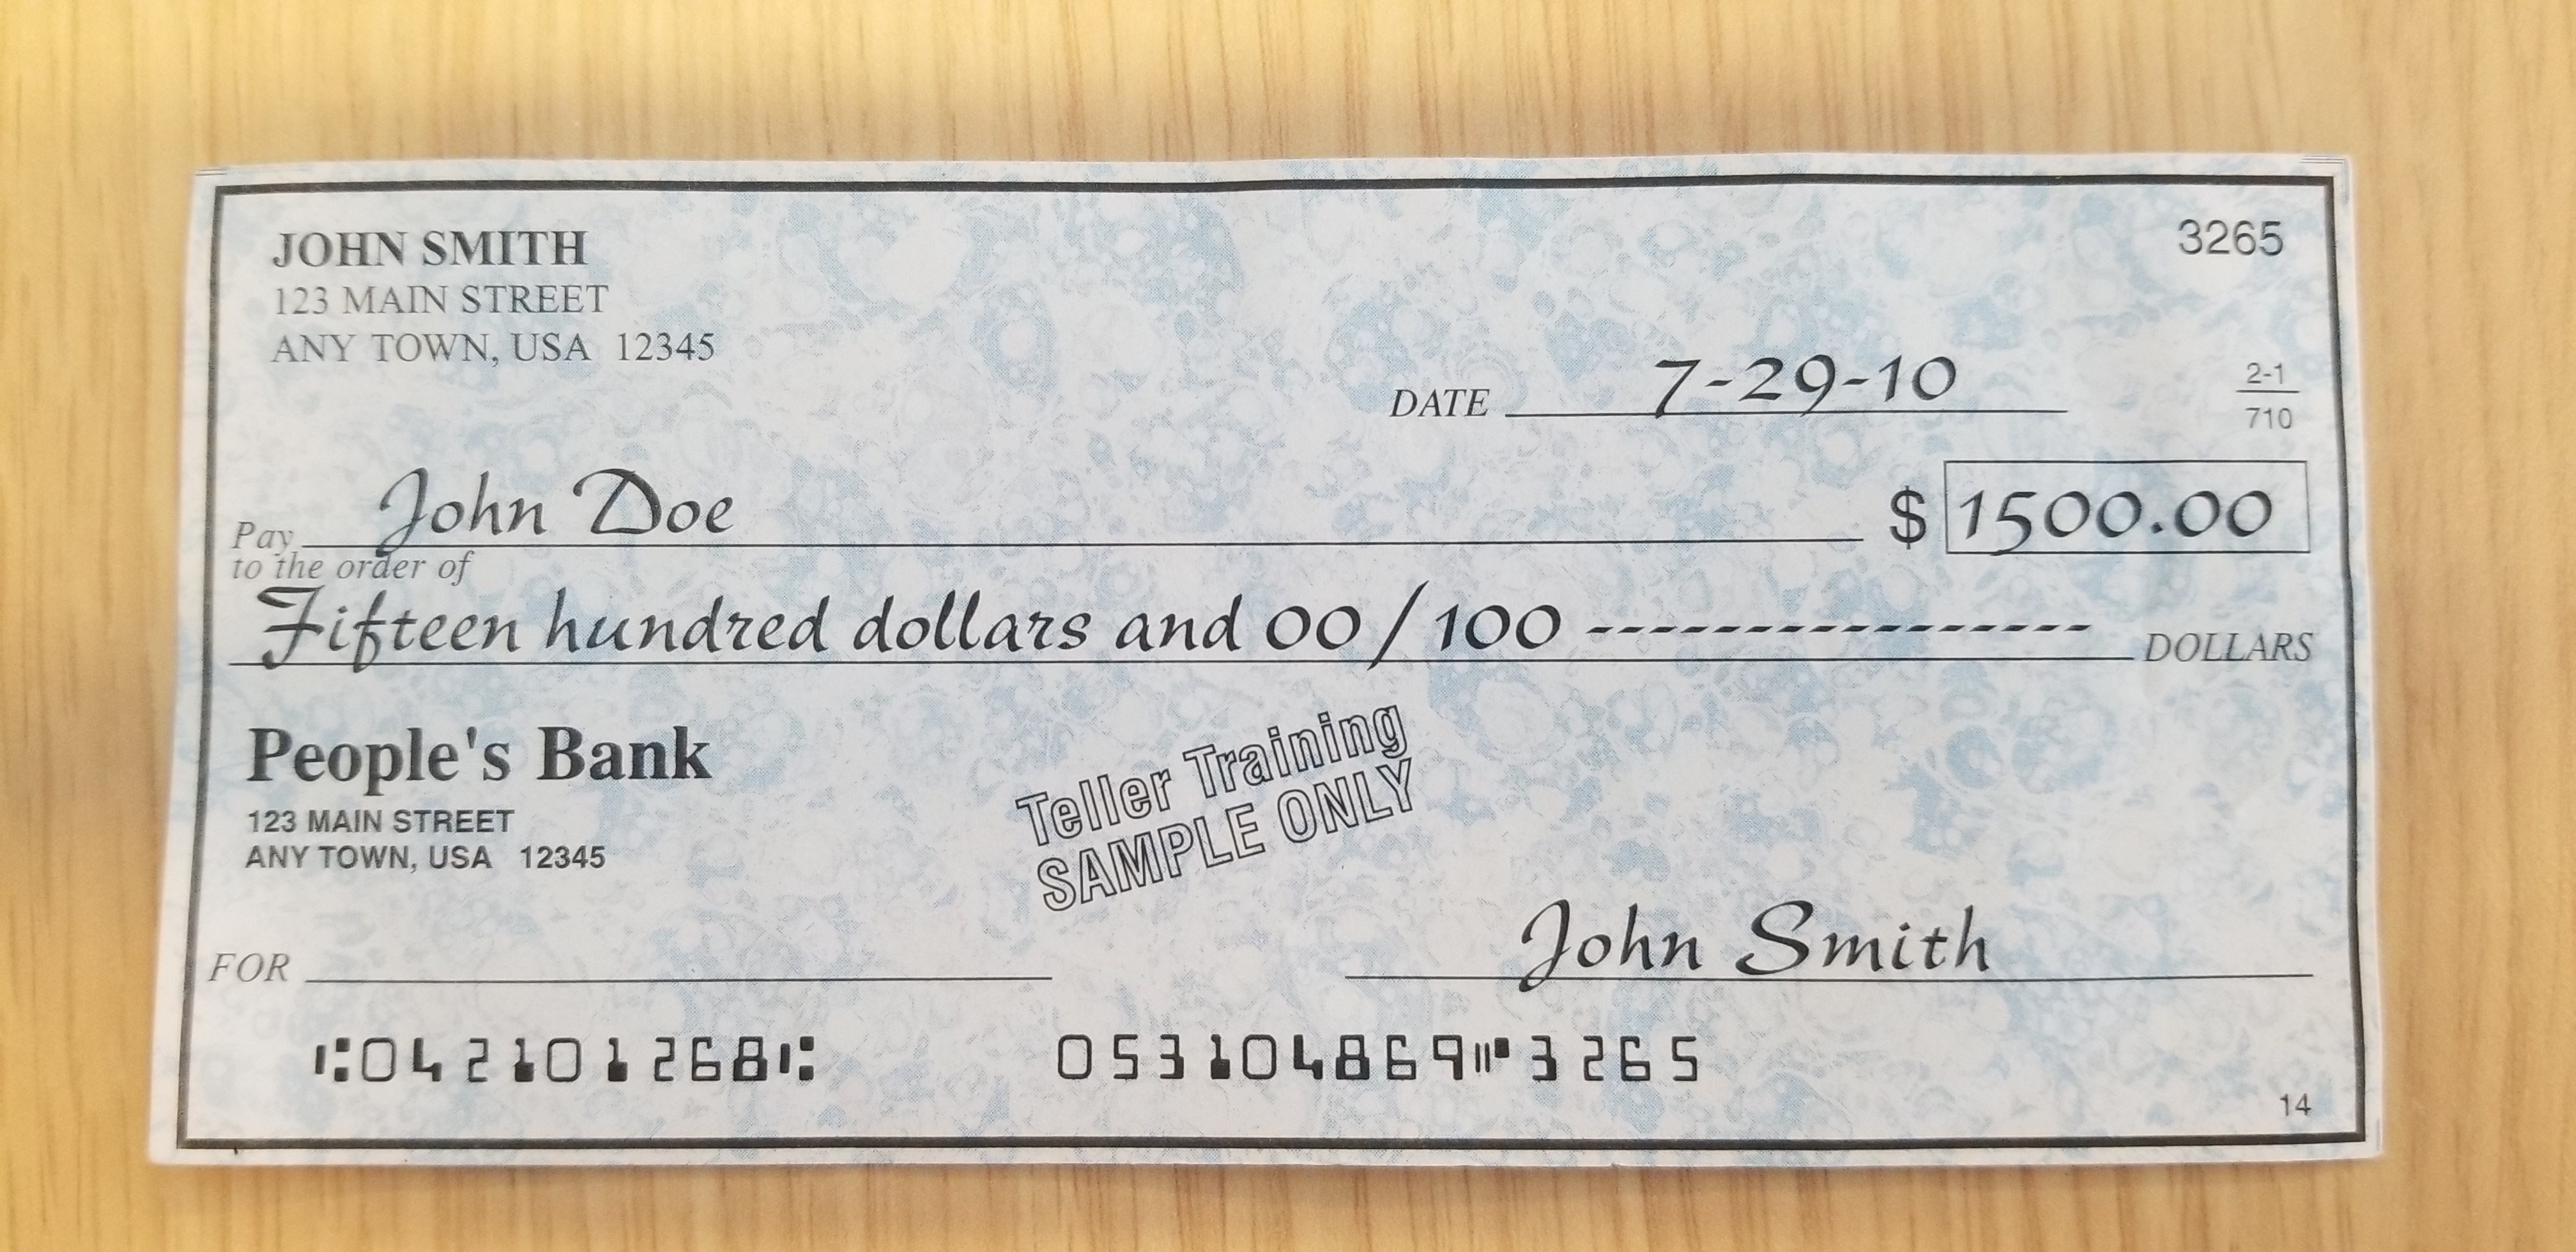 JOHN SMITH
3265
123 MAIN STREET
ANY TOWN, USA 12345
DATE 7-29-10
2-1
710
Pay John Doe $ 1500.00
to the order of
Fifteen hundred dollars and 00/100 ---------------- DOLLARS
People's Bank
123 MAIN STREET
ANY TOWN, USA 12345
Teller Training
SAMPLE ONLY
FOR
John Smith
⑆042101268⑆ 053104869⑈3265
14